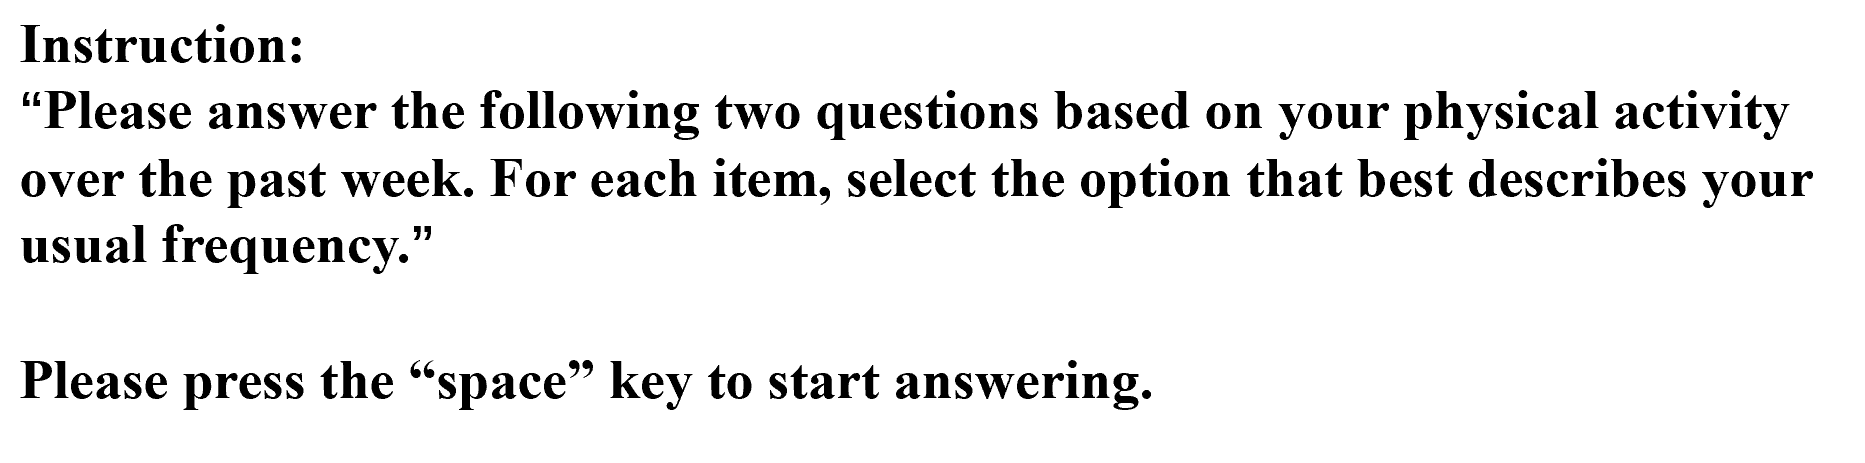 Instruction:
“Please answer the following two questions based on your physical activity
over the past week. For each item, select the option that best describes your
usual frequency.”
Please press the “space” key to start answering.